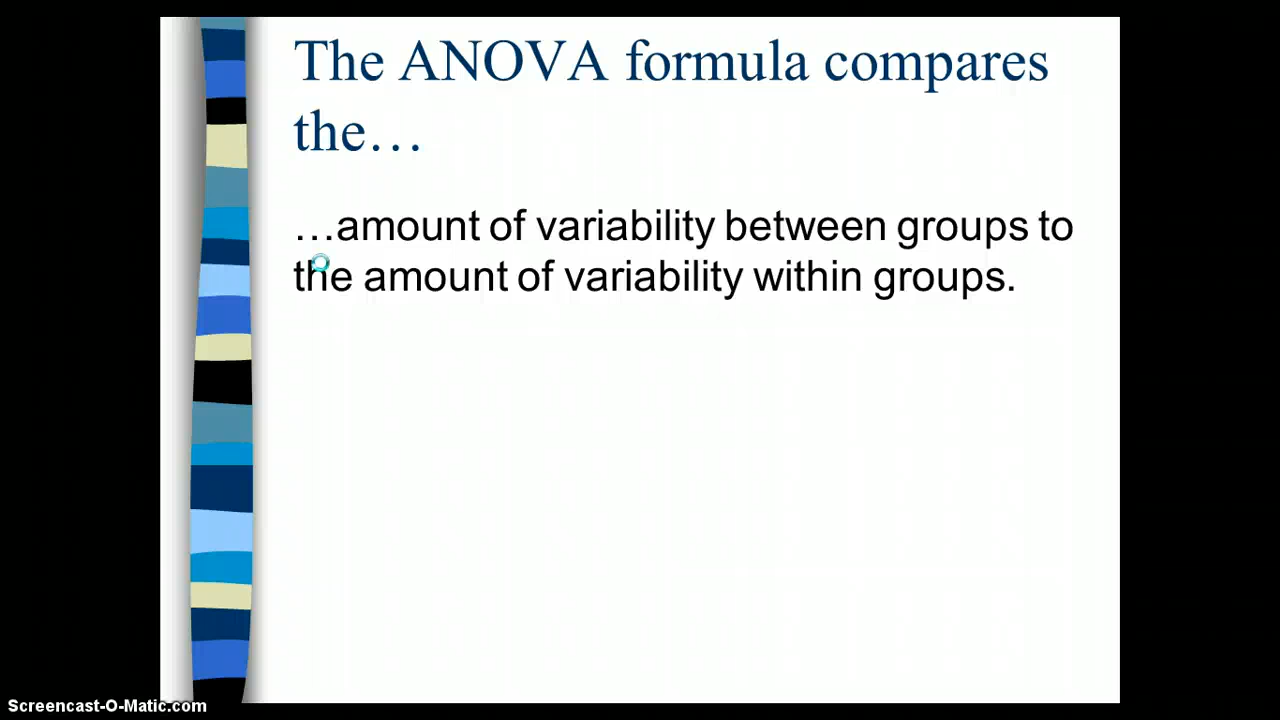 The ANOVA formula compares
the…
…amount of variability between groups to
the amount of variability within groups.
Screencast-O-Matic.com